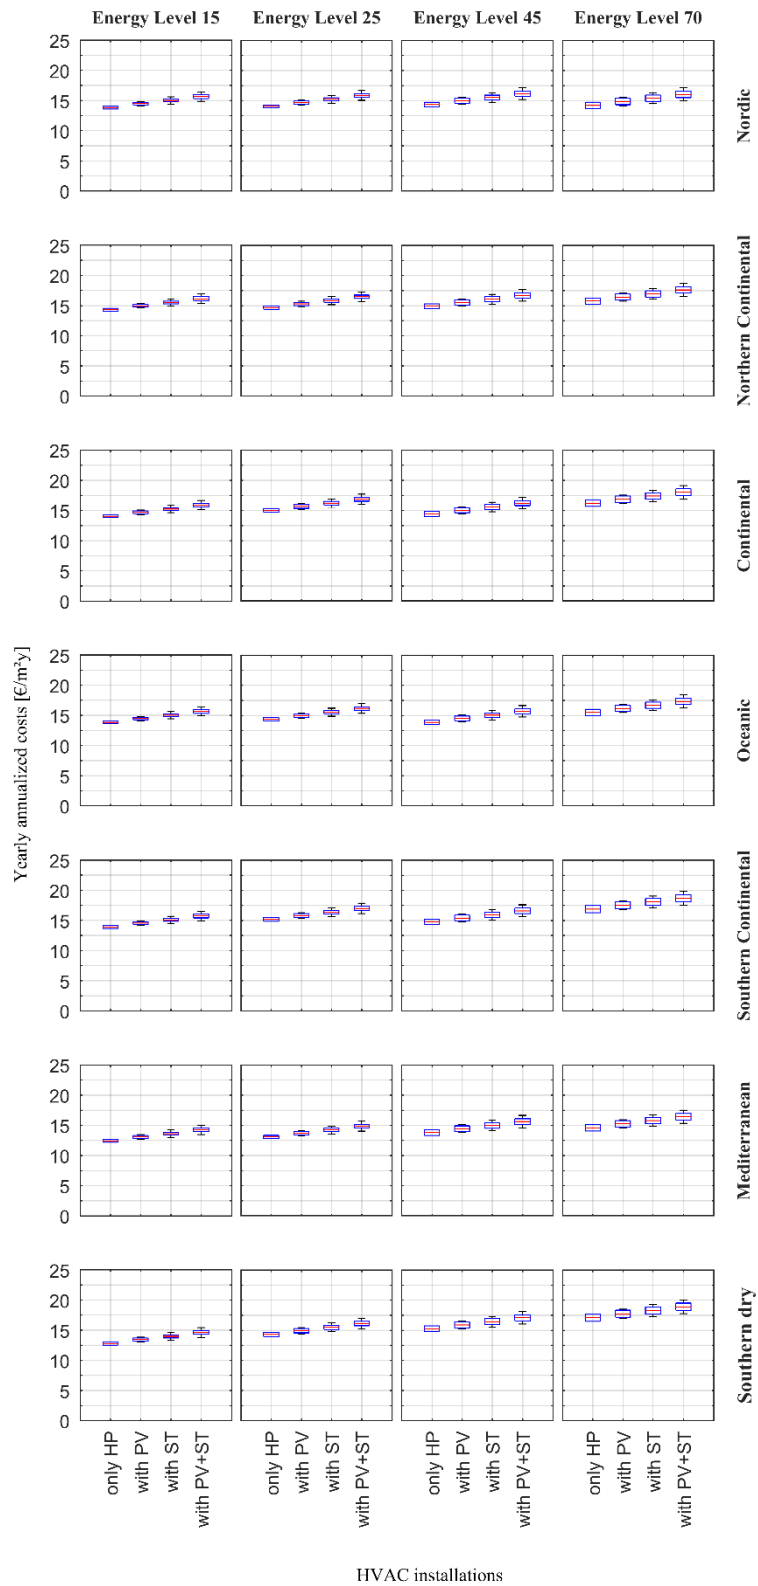 Energy Level 15 Energy Level 25 Energy Level 45 Energy Level 70
25
20
15
10
5
0
Nordic
25
20
15
10
5
0
Northern Continental
25
20
15
10
5
0
Continental
Yearly annualized costs [€/m²y]
25
20
15
10
5
0
Oceanic
25
20
15
10
5
0
Southern Continental
25
20
15
10
5
0
Mediterranean
25
20
15
10
5
0
Southern dry
only HP
with PV
with ST
with PV+ST
only HP
with PV
with ST
with PV+ST
only HP
with PV
with ST
with PV+ST
only HP
with PV
with ST
with PV+ST
HVAC installations